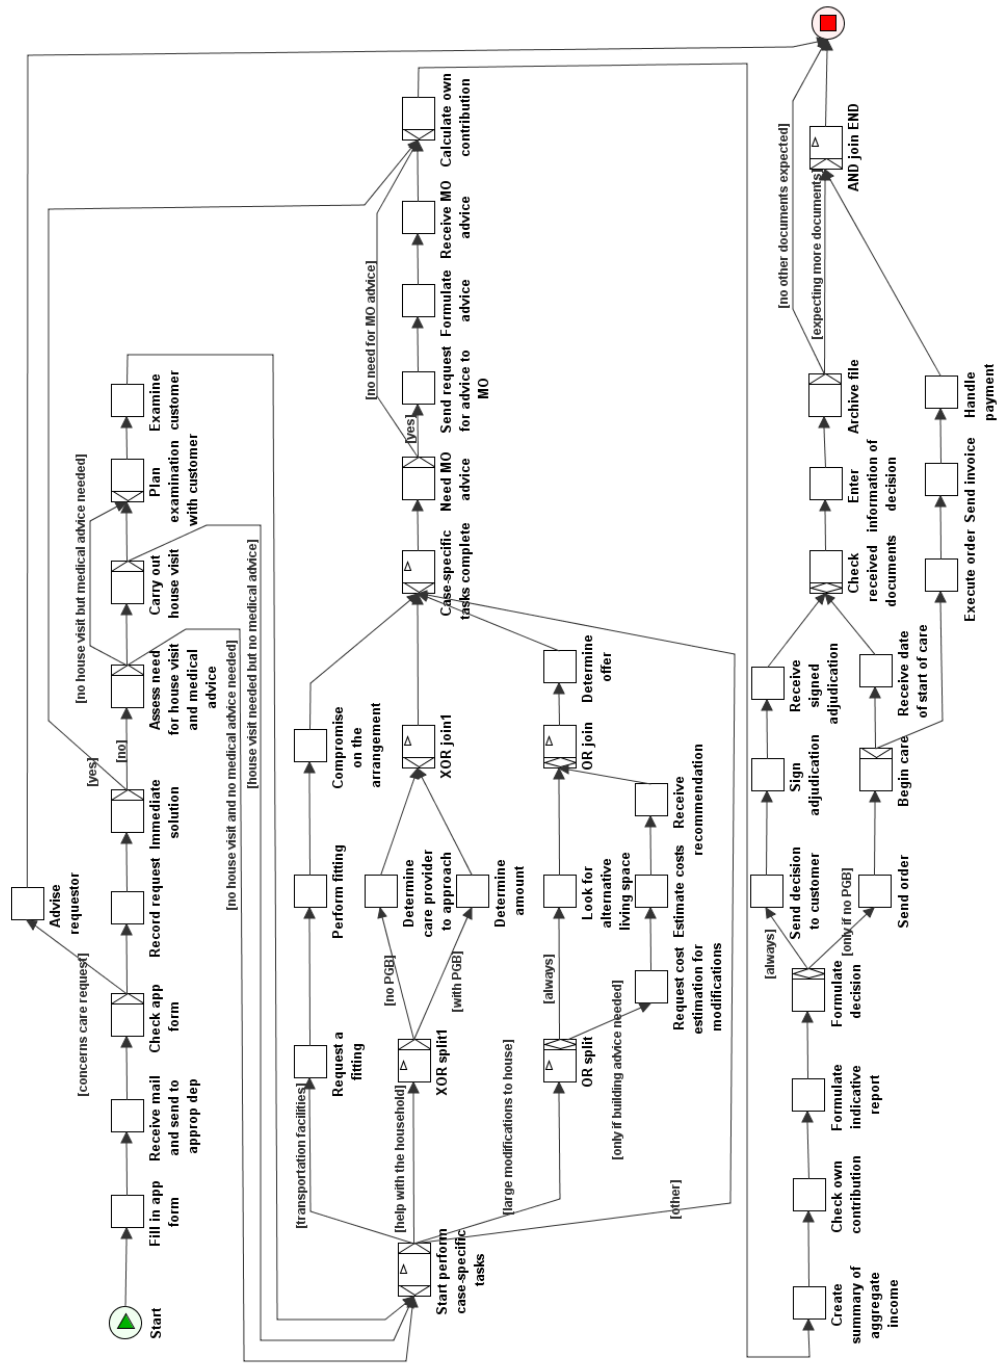 Start
Fill in app
form
Receive mail
and send to
approp dep
Check app
form
[concerns care request]
Advise
requestor
Record request
Immediate
solution
[yes]
[no]
Assess need
for house visit
and medical
advice
[no house visit but medical advice needed]
Carry out
house visit
Plan
examination
with customer
Examine
customer
[no house visit and no medical advice needed]
[house visit needed but no medical advice]
Start perform
case-specific
tasks
[transportation facilities]
[help with the household]
[large modifications to house]
[other]
Request a
fitting
Perform fitting
Compromise
on the
arrangement
XOR split1
[no PGB]
[with PGB]
Determine
care provider
to approach
Determine
amount
XOR join1
OR split
[always]
[only if building advice needed]
Look for
alternative
living space
Request cost
estimation for
modifications
Estimate costs
Receive
recommendation
OR join
Determine
offer
Case-specific
tasks complete
Need MO
advice
[yes]
[no need for MO advice]
Send request
for advice to
MO
Formulate
advice
Receive MO
advice
Calculate own
contribution
Create
summary of
aggregate
income
Check own
contribution
Formulate
indicative
report
Formulate
decision
[always]
[only if no PGB]
Send decision
to customer
Sign
adjudication
Receive
signed
adjudication
Send order
Begin care
Receive date
of start of care
Check
received
documents
Enter
information of
decision
Archive file
[no other documents expected]
[expecting more documents]
Execute order
Send invoice
Handle
payment
AND join END